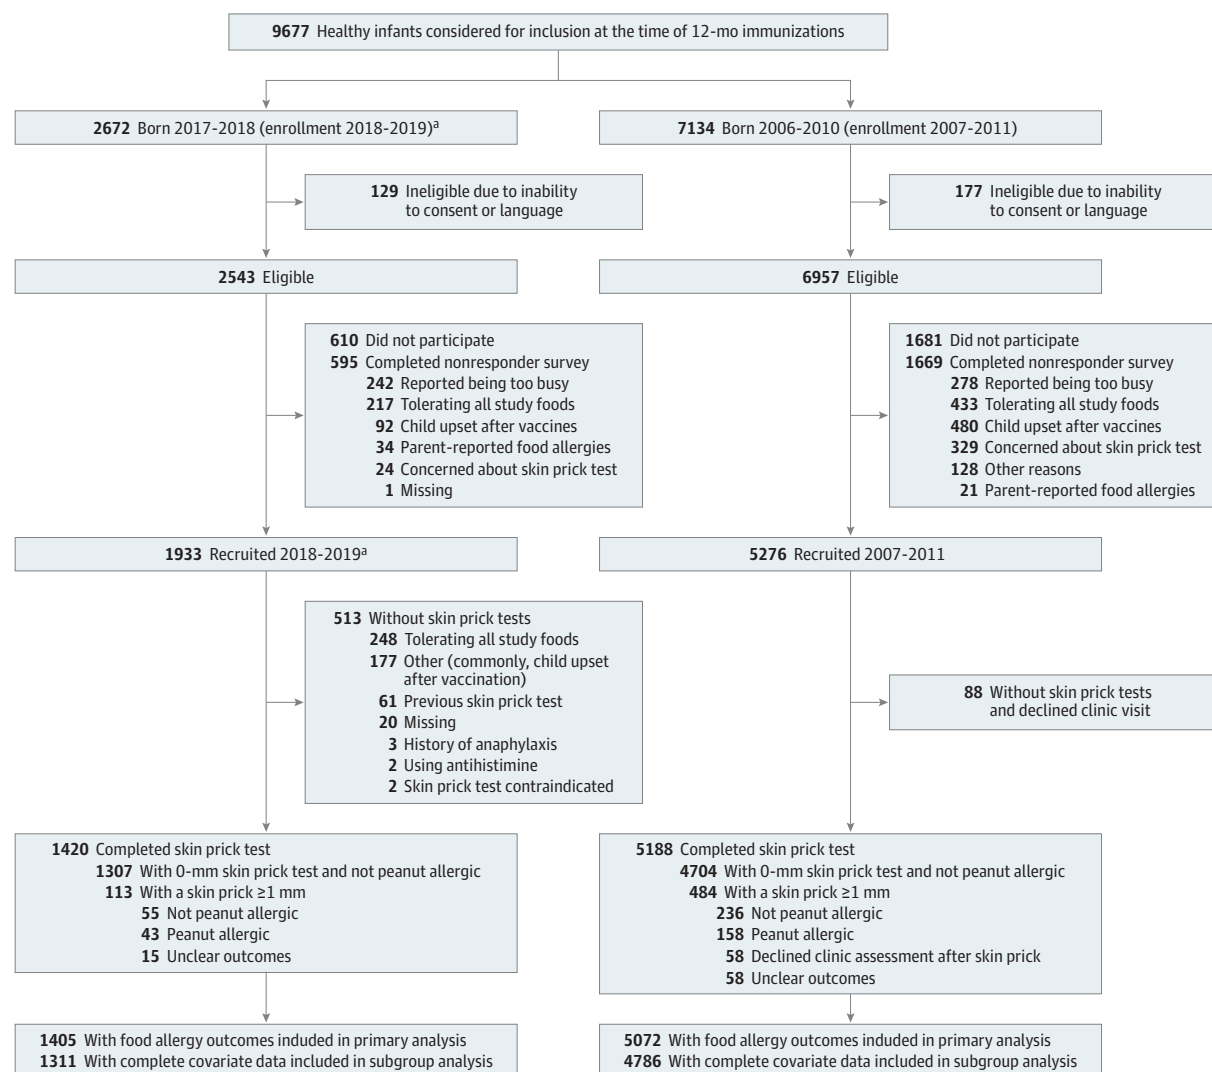 9677 Healthy infants considered for inclusion at the time of 12-mo immunizations
2672 Born 2017-2018 (enrollment 2018-2019)a
7134 Born 2006-2010 (enrollment 2007-2011)
129 Ineligible due to inability
to consent or language
177 Ineligible due to inability
to consent or language
2543 Eligible
6957 Eligible
610 Did not participate
595 Completed nonresponder survey
242 Reported being too busy
217 Tolerating all study foods
92 Child upset after vaccines
34 Parent-reported food allergies
24 Concerned about skin prick test
1 Missing
1681 Did not participate
1669 Completed nonresponder survey
278 Reported being too busy
433 Tolerating all study foods
480 Child upset after vaccines
329 Concerned about skin prick test
128 Other reasons
21 Parent-reported food allergies
1933 Recruited 2018-2019a
5276 Recruited 2007-2011
513 Without skin prick tests
248 Tolerating all study foods
177 Other (commonly, child upset
after vaccination)
61 Previous skin prick test
20 Missing
3 History of anaphylaxis
2 Using antihistimine
2 Skin prick test contraindicated
88 Without skin prick tests
and declined clinic visit
1420 Completed skin prick test
1307 With 0-mm skin prick test and not peanut allergic
113 With a skin prick ≥1 mm
55 Not peanut allergic
43 Peanut allergic
15 Unclear outcomes
5188 Completed skin prick test
4704 With 0-mm skin prick test and not peanut allergic
484 With a skin prick ≥1 mm
236 Not peanut allergic
158 Peanut allergic
58 Declined clinic assessment after skin prick
58 Unclear outcomes
1405 With food allergy outcomes induded in primary analysis
1311 With complete covariate data included in subgroup analysis
5072 With food allergy outcomes induded in primary analysis
4786 With complete covariate data included in subgroup analysis